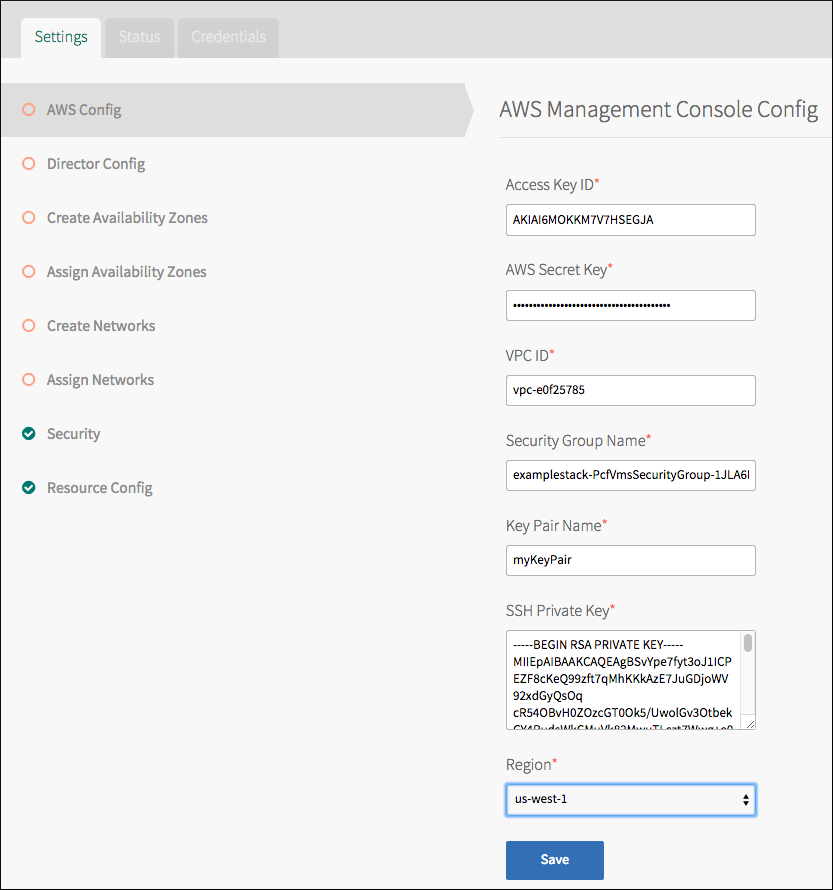 Settings
Status
Credentials
AWS Config
Director Config
Create Availability Zones
Assign Availability Zones
Create Networks
Assign Networks
Security
Resource Config
AWS Management Console Config
Access Key ID*
AKIAI6MOKKM7V7HSEGJA
AWS Secret Key*
VPC ID*
vpc-e0f25785
Security Group Name*
examplestack-PcfVmsSecurityGroup-1JLA6
Key Pair Name*
myKeyPair
SSH Private Key*
-----BEGIN RSA PRIVATE KEY-----
MIIEpAIBAAKCAQEAgBSvYpe7fyt3oJ1ICP
EZF8cKeQ99zft7qMhKKkAzE7JuGDjoWV
92xdGyQsOq
cR54OBvH0ZOzcGT0Ok5/UwolGv3Otbek
Region*
us-west-1
Save